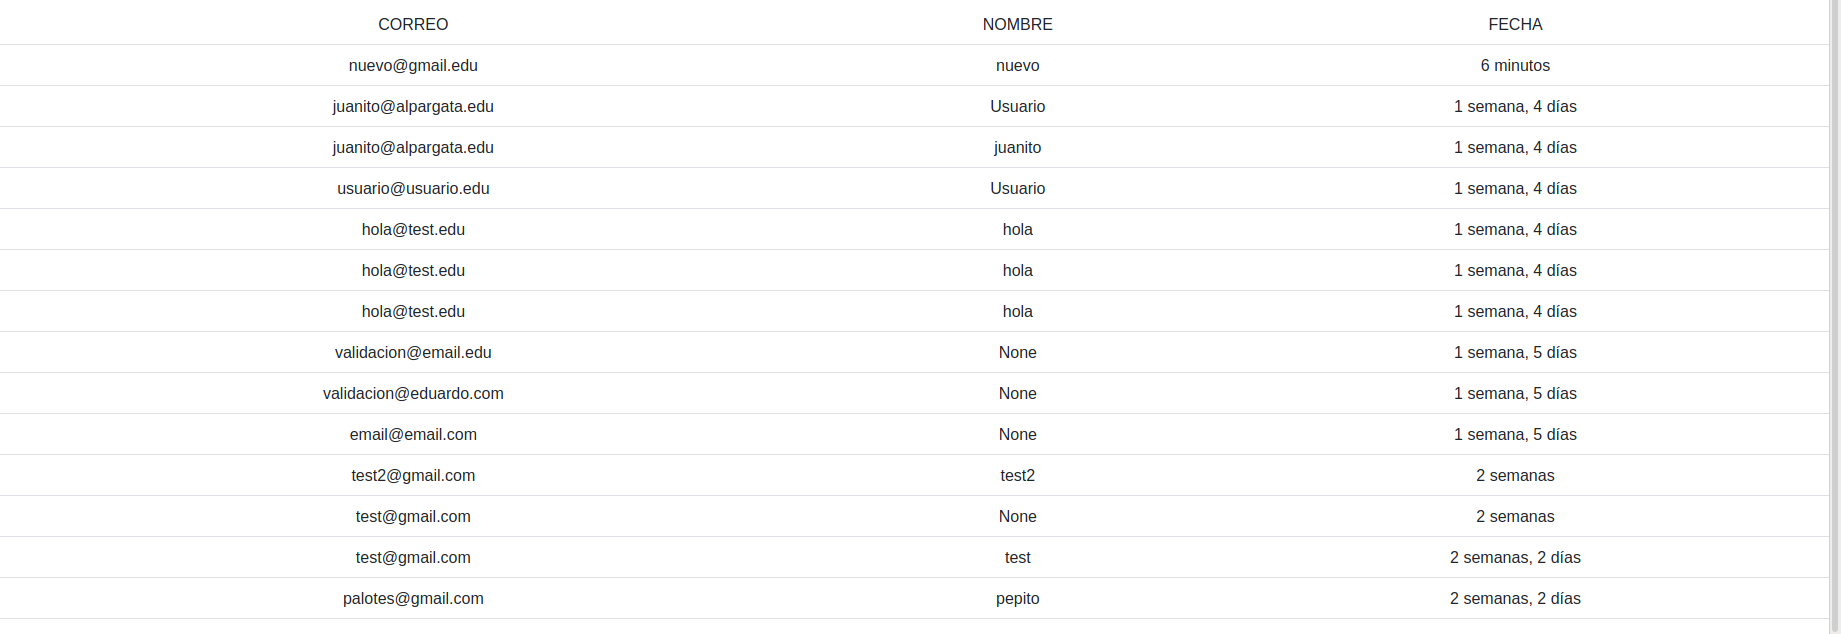 CORREO NOMBRE FECHA
nuevo@gmail.edu nuevo 6 minutos
juanito@alpargata.edu Usuario 1 semana, 4 días
juanito@alpargata.edu juanito 1 semana, 4 días
usuario@usuario.edu Usuario 1 semana, 4 días
hola@test.edu hola 1 semana, 4 días
hola@test.edu hola 1 semana, 4 días
hola@test.edu hola 1 semana, 4 días
validacion@email.edu None 1 semana, 5 días
validacion@eduardo.com None 1 semana, 5 días
email@email.com None 1 semana, 5 días
test2@gmail.com test2 2 semanas
test@gmail.com None 2 semanas
test@gmail.com test 2 semanas, 2 días
palotes@gmail.com pepito 2 semanas, 2 días